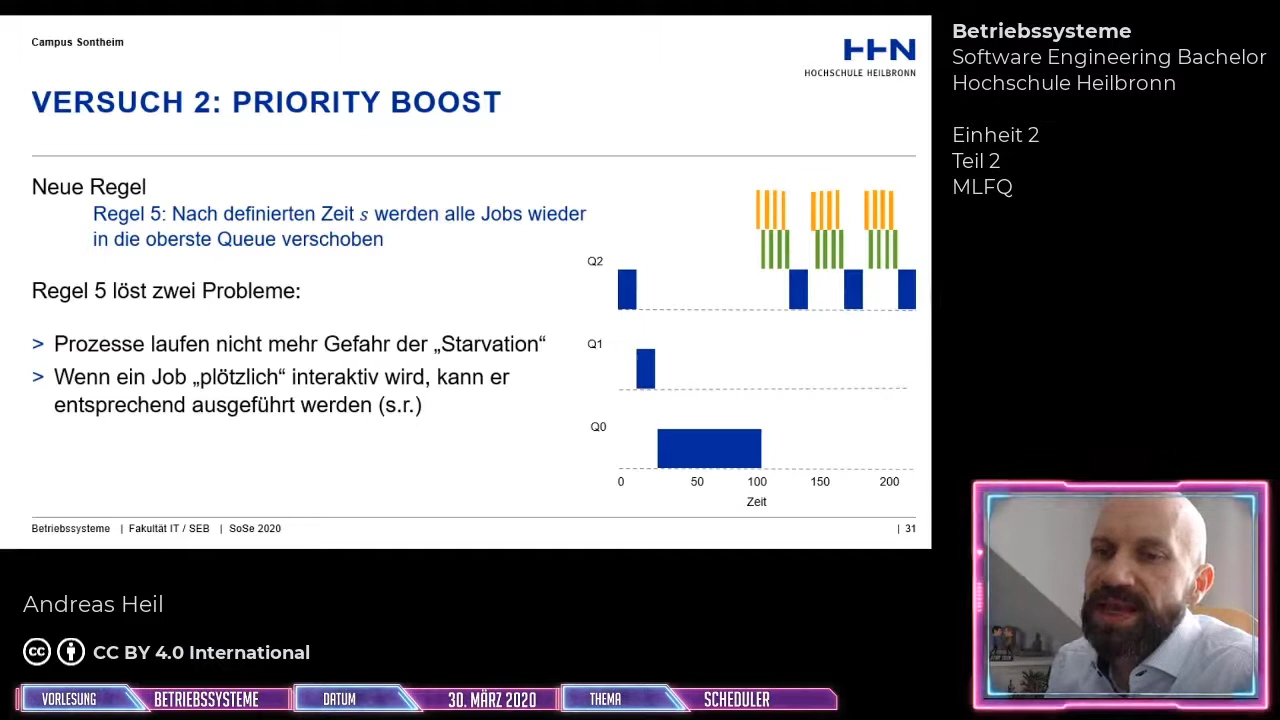 Campus Sontheim
HHN
HOCHSCHULE HEILBRONN
VERSUCH 2: PRIORITY BOOST
Neue Regel
Regel 5: Nach definierten Zeit s werden alle Jobs wieder
in die oberste Queue verschoben
Regel 5 löst zwei Probleme:
> Prozesse laufen nicht mehr Gefahr der „Starvation“
> Wenn ein Job „plötzlich“ interaktiv wird, kann er
entsprechend ausgeführt werden (s.r.)
Q2
Q1
Q0
0 50 100 150 200
Zeit
Betriebssysteme | Fakultät IT / SEB | SoSe 2020 | 31
Betriebssysteme
Software Engineering Bachelor
Hochschule Heilbronn
Einheit 2
Teil 2
MLFQ
Andreas Heil
cc CC BY 4.0 International
VORLESUNG BETRIEBSSYSTEME DATUM 30. MÄRZ 2020 THEMA SCHEDULER